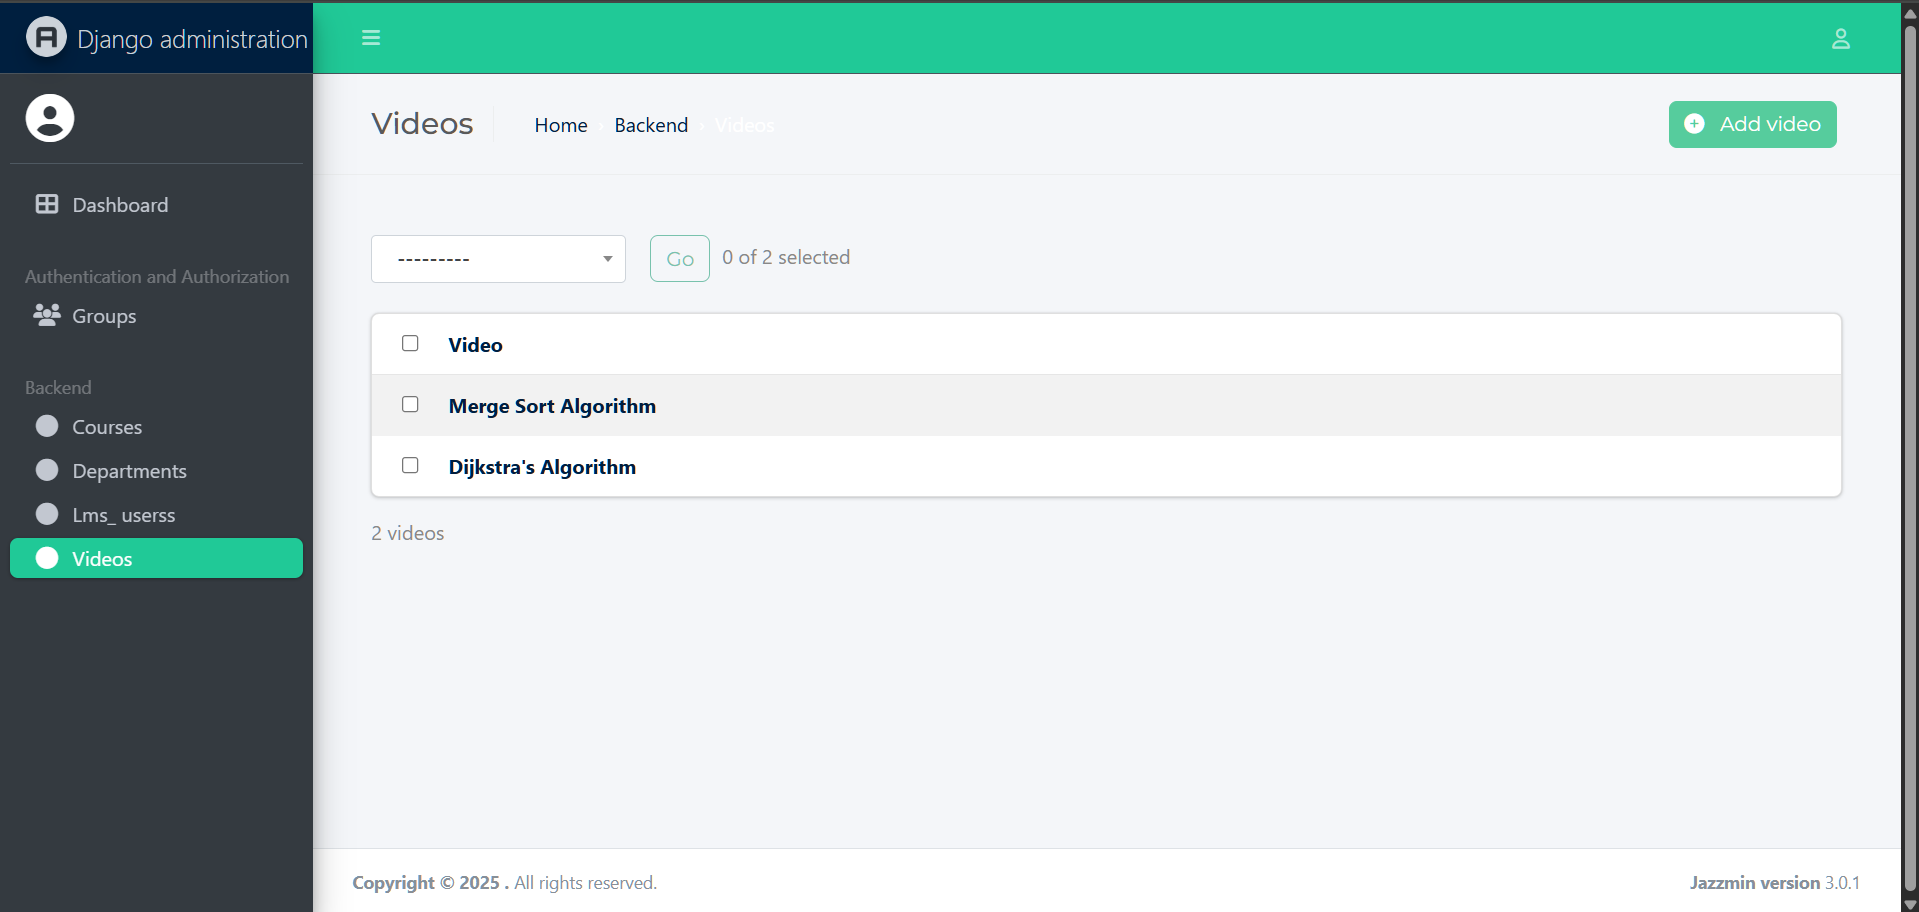 Django administration
Videos
Home › Backend › Videos
Add video
Dashboard
Authentication and Authorization
Groups
Backend
Courses
Departments
Lms_ userss
Videos
---------
Go
0 of 2 selected
Video
Merge Sort Algorithm
Dijkstra's Algorithm
2 videos
Copyright © 2025 . All rights reserved.
Jazzmin version 3.0.1